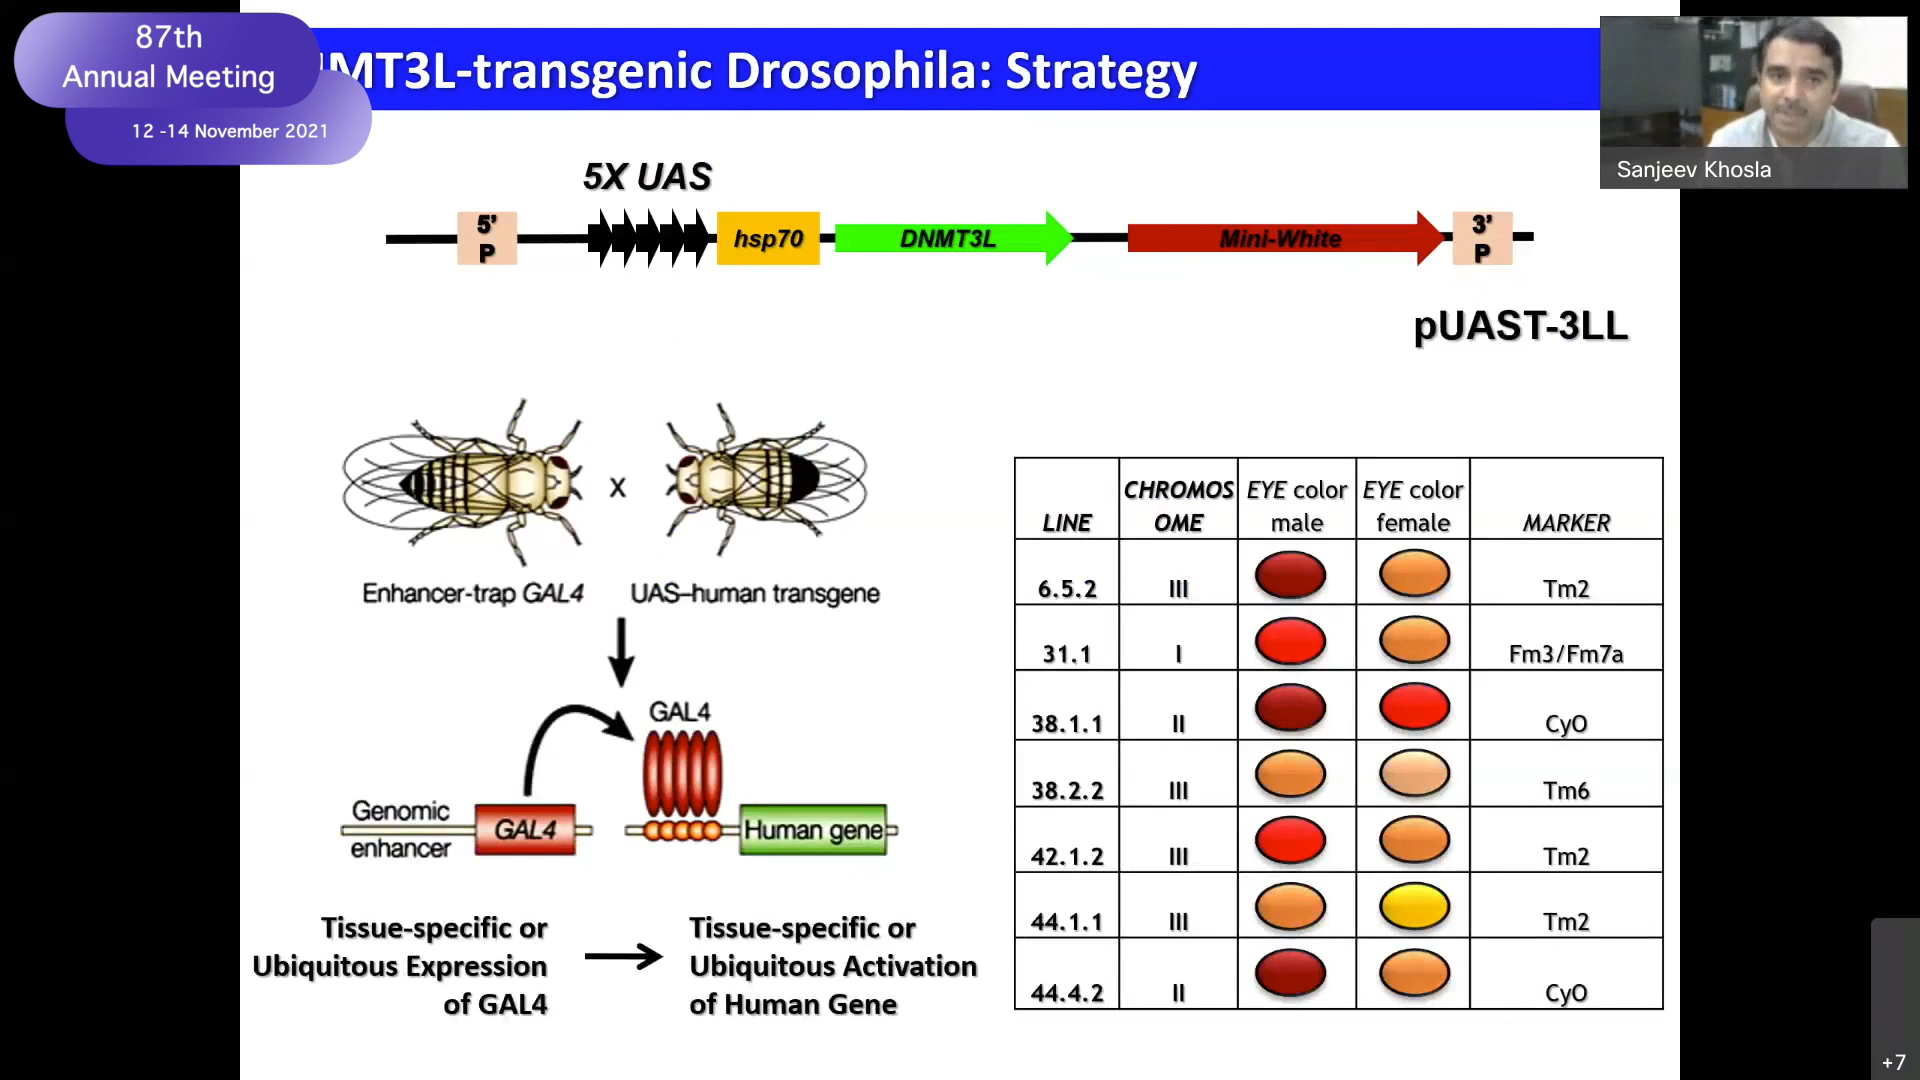 87th
Annual Meeting
12 -14 November 2021
MT3L-transgenic Drosophila: Strategy
Sanjeev Khosla
5X UAS
5’
P
hsp70
DNMT3L
Mini-White
3’
P
pUAST-3LL
x
Enhancer-trap GAL4
UAS–human transgene
GAL4
Genomic
enhancer
GAL4
Human gene
Tissue-specific or
Ubiquitous Expression
of GAL4
Tissue-specific or
Ubiquitous Activation
of Human Gene
LINE CHROMOS OME EYE color male EYE color female MARKER
6.5.2 III Tm2
31.1 I Fm3/Fm7a
38.1.1 II CyO
38.2.2 III Tm6
42.1.2 III Tm2
44.1.1 III Tm2
44.4.2 II CyO
+7